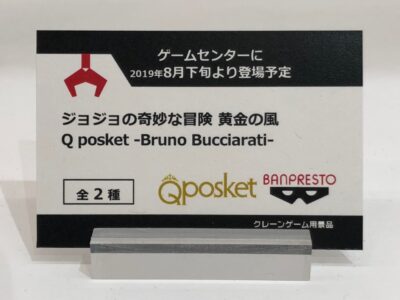 ゲームセンターに
2019年8月下旬より登場予定
ジョジョの奇妙な冒険 黄金の風
Q posket -Bruno Bucciarati-
全2種
Qposket
BANPRESTO
クレーンゲーム用景品